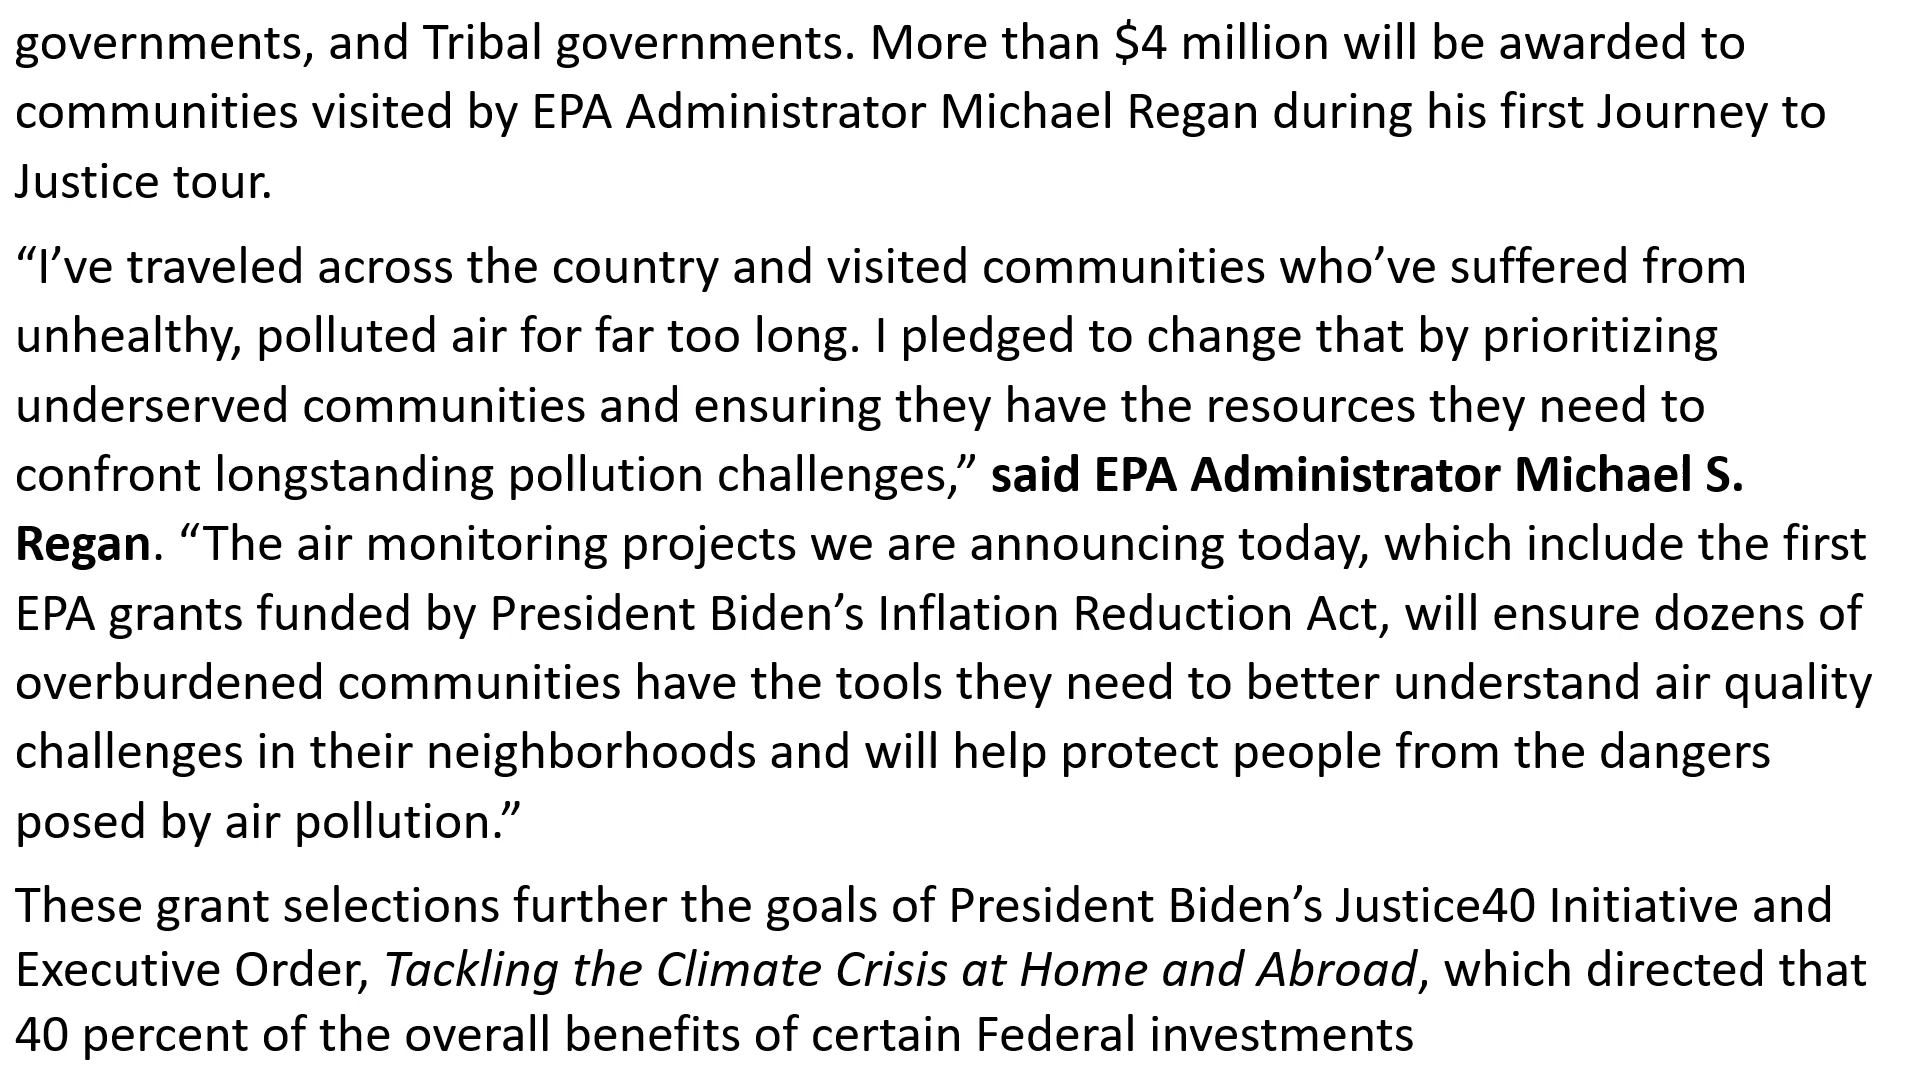 governments, and Tribal governments. More than $4 million will be awarded to
communities visited by EPA Administrator Michael Regan during his first Journey to
Justice tour.
“I’ve traveled across the country and visited communities who’ve suffered from
unhealthy, polluted air for far too long. I pledged to change that by prioritizing
underserved communities and ensuring they have the resources they need to
confront longstanding pollution challenges,” said EPA Administrator Michael S.
Regan. “The air monitoring projects we are announcing today, which include the first
EPA grants funded by President Biden’s Inflation Reduction Act, will ensure dozens of
overburdened communities have the tools they need to better understand air quality
challenges in their neighborhoods and will help protect people from the dangers
posed by air pollution.”
These grant selections further the goals of President Biden’s Justice40 Initiative and
Executive Order, Tackling the Climate Crisis at Home and Abroad, which directed that
40 percent of the overall benefits of certain Federal investments